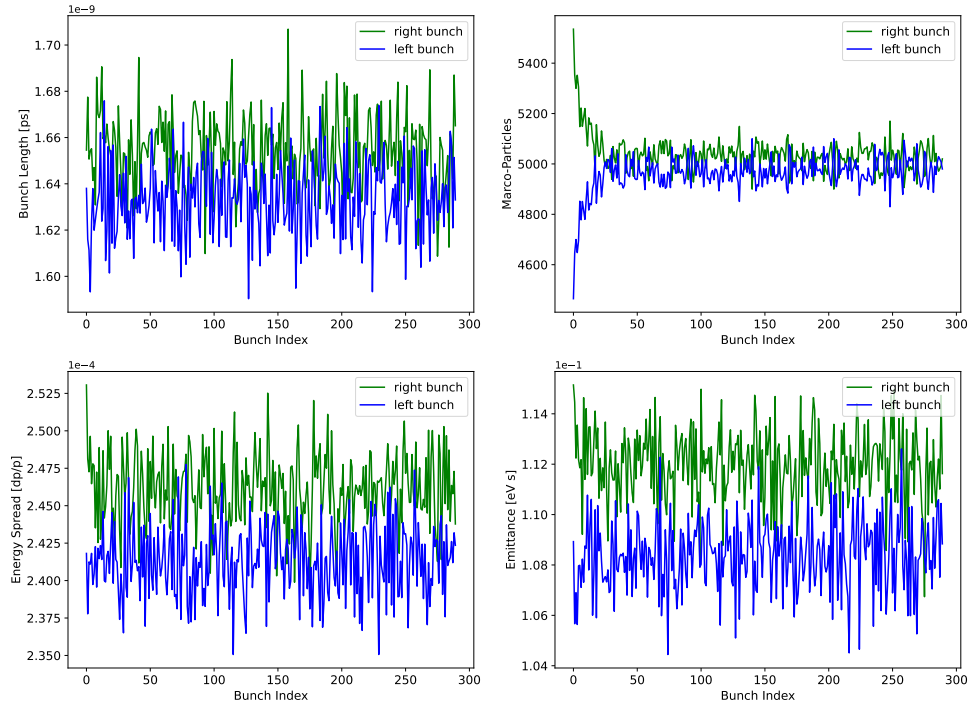 1e−9
right bunch
left bunch
1.70
1.68
1.66
1.64
1.62
1.60
Bunch Length [ps]
0 50 100 150 200 250 300
Bunch Index
right bunch
left bunch
5400
5200
5000
4800
4600
Marco-Particles
0 50 100 150 200 250 300
Bunch Index
1e−4
right bunch
left bunch
2.525
2.500
2.475
2.450
2.425
2.400
2.375
2.350
Energy Spread [dp/p]
0 50 100 150 200 250 300
Bunch Index
1e−1
right bunch
left bunch
1.14
1.12
1.10
1.08
1.06
1.04
Emittance [eV s]
0 50 100 150 200 250 300
Bunch Index